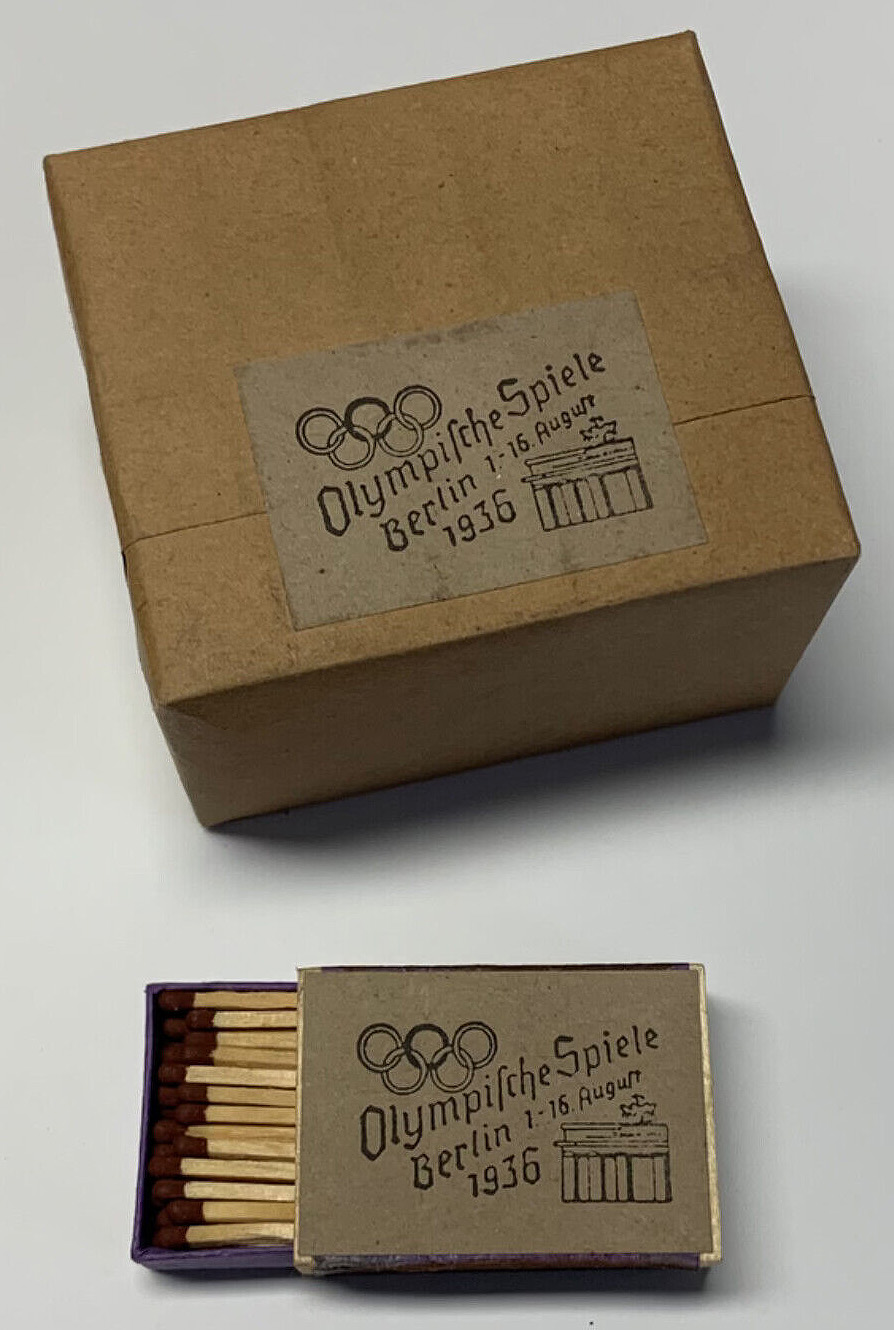 Olympiſche Spiele
Berlin 1.-16. Auguſt
1936
Olympiſche Spiele
Berlin 1.-16. Auguſt
1936